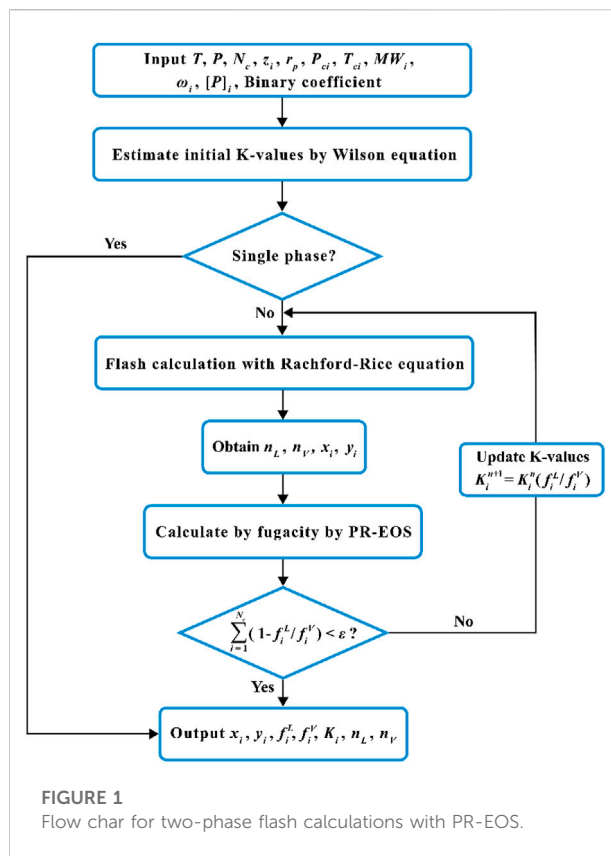 Input T, P, N_c, z_i, r_p, P_ci, T_ci, MW_i,
ω_i, [P]_i, Binary coefficient
Estimate initial K-values by Wilson equation
Yes
Single phase?
No
Flash calculation with Rachford-Rice equation
Obtain n_L, n_V, x_i, y_i
Update K-values
K_i^{n+1} = K_i^n (f_i^L/f_i^V)
Calculate by fugacity by PR-EOS
\sum_{i=1}^{N_c} (1-f_i^L/f_i^V) < ε ?
No
Yes
Output x_i, y_i, f_i^L, f_i^V, K_i, n_L, n_V
FIGURE 1
Flow char for two-phase flash calculations with PR-EOS.